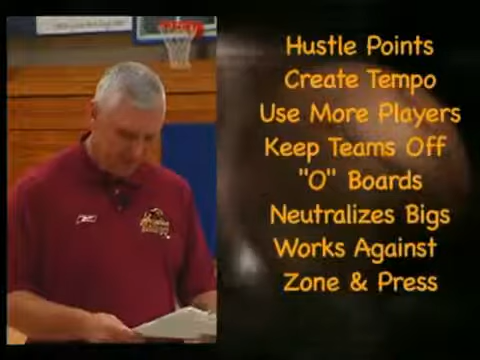 Hustle Points
Create Tempo
Use More Players
Keep Teams Off
"O" Boards
Neutralizes Bigs
Works Against
Zone & Press